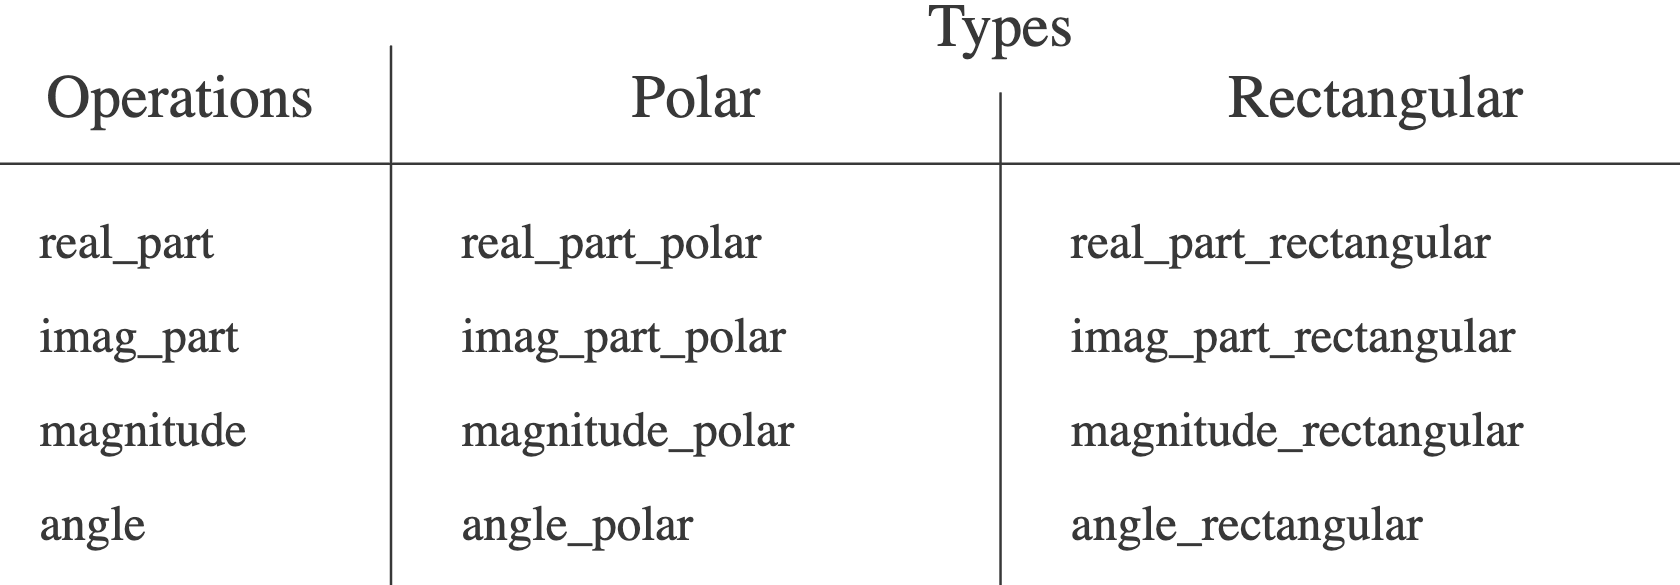 Types
Operations Polar Rectangular
real_part real_part_polar real_part_rectangular
imag_part imag_part_polar imag_part_rectangular
magnitude magnitude_polar magnitude_rectangular
angle angle_polar angle_rectangular